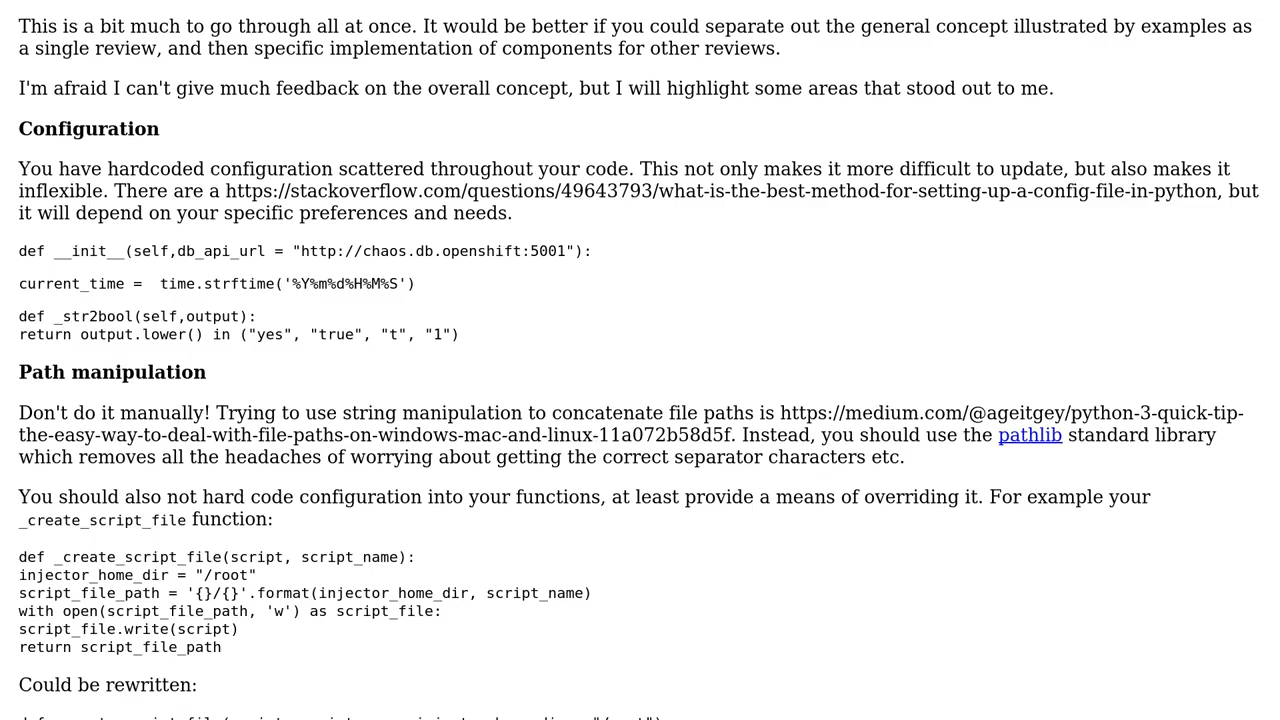 This is a bit much to go through all at once. It would be better if you could separate out the general concept illustrated by examples as
a single review, and then specific implementation of components for other reviews.
I'm afraid I can't give much feedback on the overall concept, but I will highlight some areas that stood out to me.
Configuration
You have hardcoded configuration scattered throughout your code. This not only makes it more difficult to update, but also makes it
inflexible. There are a https://stackoverflow.com/questions/49643793/what-is-the-best-method-for-setting-up-a-config-file-in-python, but
it will depend on your specific preferences and needs.
def __init__(self,db_api_url = "http://chaos.db.openshift:5001"):
current_time =  time.strftime('%Y%m%d%H%M%S')
def _str2bool(self,output):
return output.lower() in ("yes", "true", "t", "1")
Path manipulation
Don't do it manually! Trying to use string manipulation to concatenate file paths is https://medium.com/@ageitgey/python-3-quick-tip-
the-easy-way-to-deal-with-file-paths-on-windows-mac-and-linux-11a072b58d5f. Instead, you should use the pathlib standard library
which removes all the headaches of worrying about getting the correct separator characters etc.
You should also not hard code configuration into your functions, at least provide a means of overriding it. For example your
_create_script_file function:
def _create_script_file(script, script_name):
injector_home_dir = "/root"
script_file_path = '{}/{}'.format(injector_home_dir, script_name)
with open(script_file_path, 'w') as script_file:
script_file.write(script)
return script_file_path
Could be rewritten: